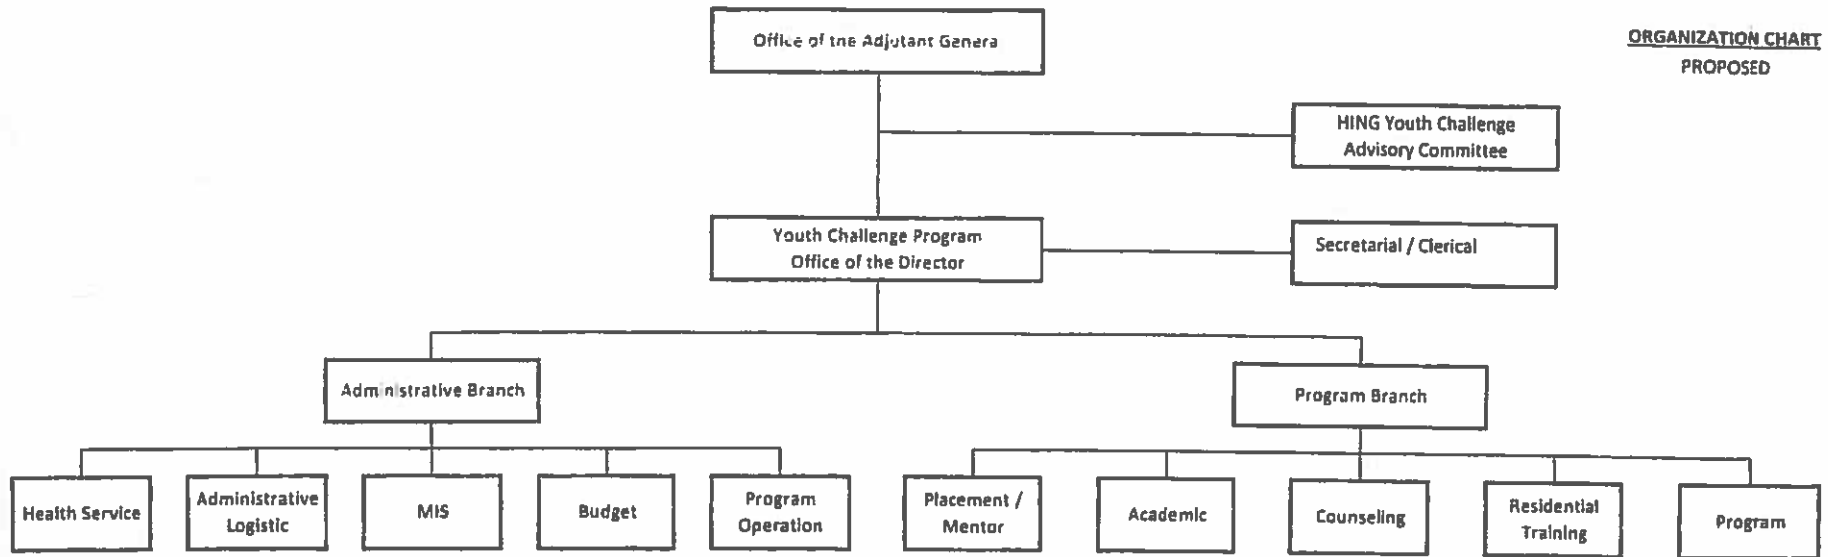 Office of the Adjutant Genera
ORGANIZATION CHART
PROPOSED
HING Youth Challenge
Advisory Committee
Youth Challenge Program
Office of the Director
Secretarial / Clerical
Administrative Branch
Program Branch
Health Service
Administrative
Logistic
MIS
Budget
Program
Operation
Placement /
Mentor
Academic
Counseling
Residential
Training
Program